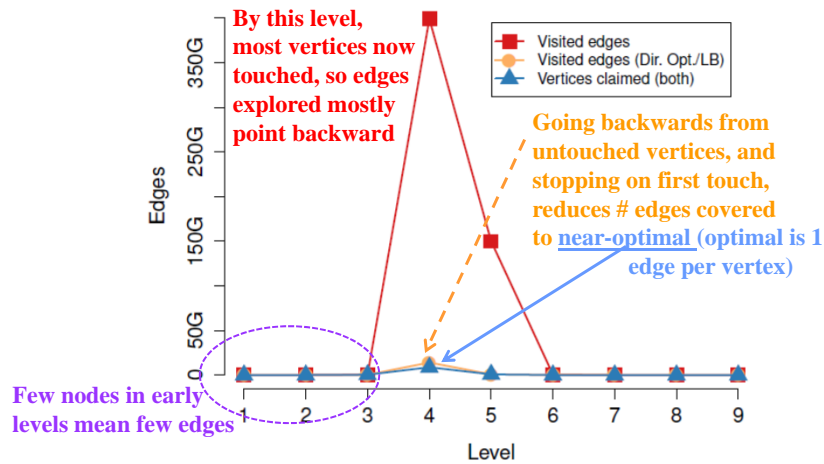 By this level,
most vertices now
touched, so edges
explored mostly
point backward
Visited edges
Visited edges (Dir. Opt./LB)
Vertices claimed (both)
Going backwards from
untouched vertices, and
stopping on first touch,
reduces # edges covered
to near-optimal (optimal is 1
edge per vertex)
Edges
350G
250G
150G
50G
0
Few nodes in early
levels mean few edges
1 2 3 4 5 6 7 8 9
Level